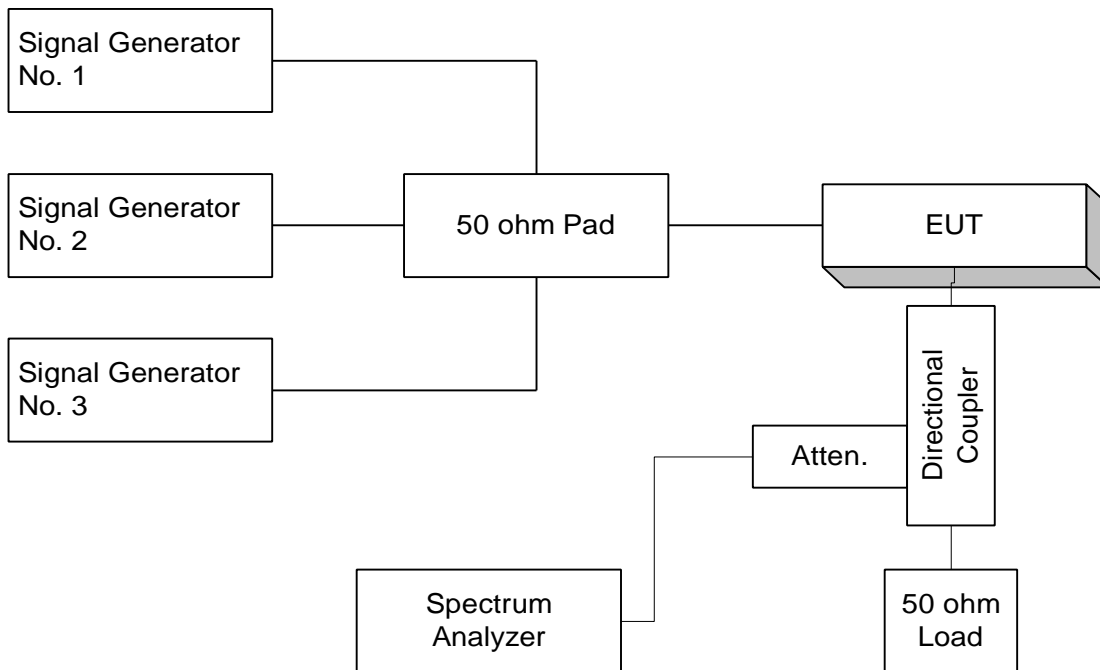 Signal Generator
No. 1
Signal Generator
No. 2
50 ohm Pad
EUT
Signal Generator
No. 3
Directional
Coupler
Atten.
Spectrum
Analyzer
50 ohm
Load